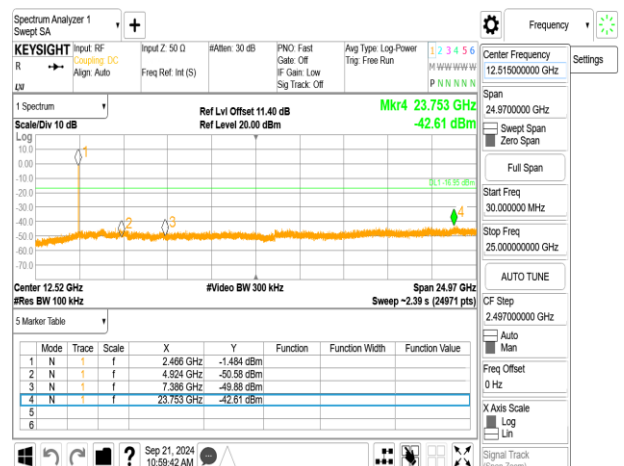 Spectrum Analyzer 1
Swept SA
Frequency
KEYSIGHT
R
Input: RF
Coupling: DC
Align: Auto
Input Z: 50 Ω
Freq Ref: Int (S)
#Atten: 30 dB
PNO: Fast
Gate: Off
IF Gain: Low
Sig Track: Off
Avg Type: Log-Power
Trig: Free Run
1 2 3 4 5 6
M W W W W W
P N N N N N
1 Spectrum
Scale/Div 10 dB
Ref Lvl Offset 11.40 dB
Ref Level 20.00 dBm
Mkr4 23.753 GHz
-42.61 dBm
Log
10.0
0.00
-10.0
-20.0
-30.0
-40.0
-50.0
-60.0
-70.0
1
2
3
4
DL1 -16.95 dBm
Center 12.52 GHz
#Res BW 100 kHz
#Video BW 300 kHz
Span 24.97 GHz
Sweep ~2.39 s (24971 pts)
5 Marker Table
Mode Trace Scale X Y Function Function Width Function Value
1 N 1 f 2.466 GHz -1.484 dBm
2 N 1 f 4.924 GHz -50.58 dBm
3 N 1 f 7.386 GHz -49.88 dBm
4 N 1 f 23.753 GHz -42.61 dBm
5
6
Sep 21, 2024
10:59:42 AM
Center Frequency
12.515000000 GHz
Settings
Span
24.9700000 GHz
Swept Span
Zero Span
Full Span
Start Freq
30.000000 MHz
Stop Freq
25.000000000 GHz
AUTO TUNE
CF Step
2.497000000 GHz
Auto
Man
Freq Offset
0 Hz
X Axis Scale
Log
Lin
Signal Track
(Span Zoom)